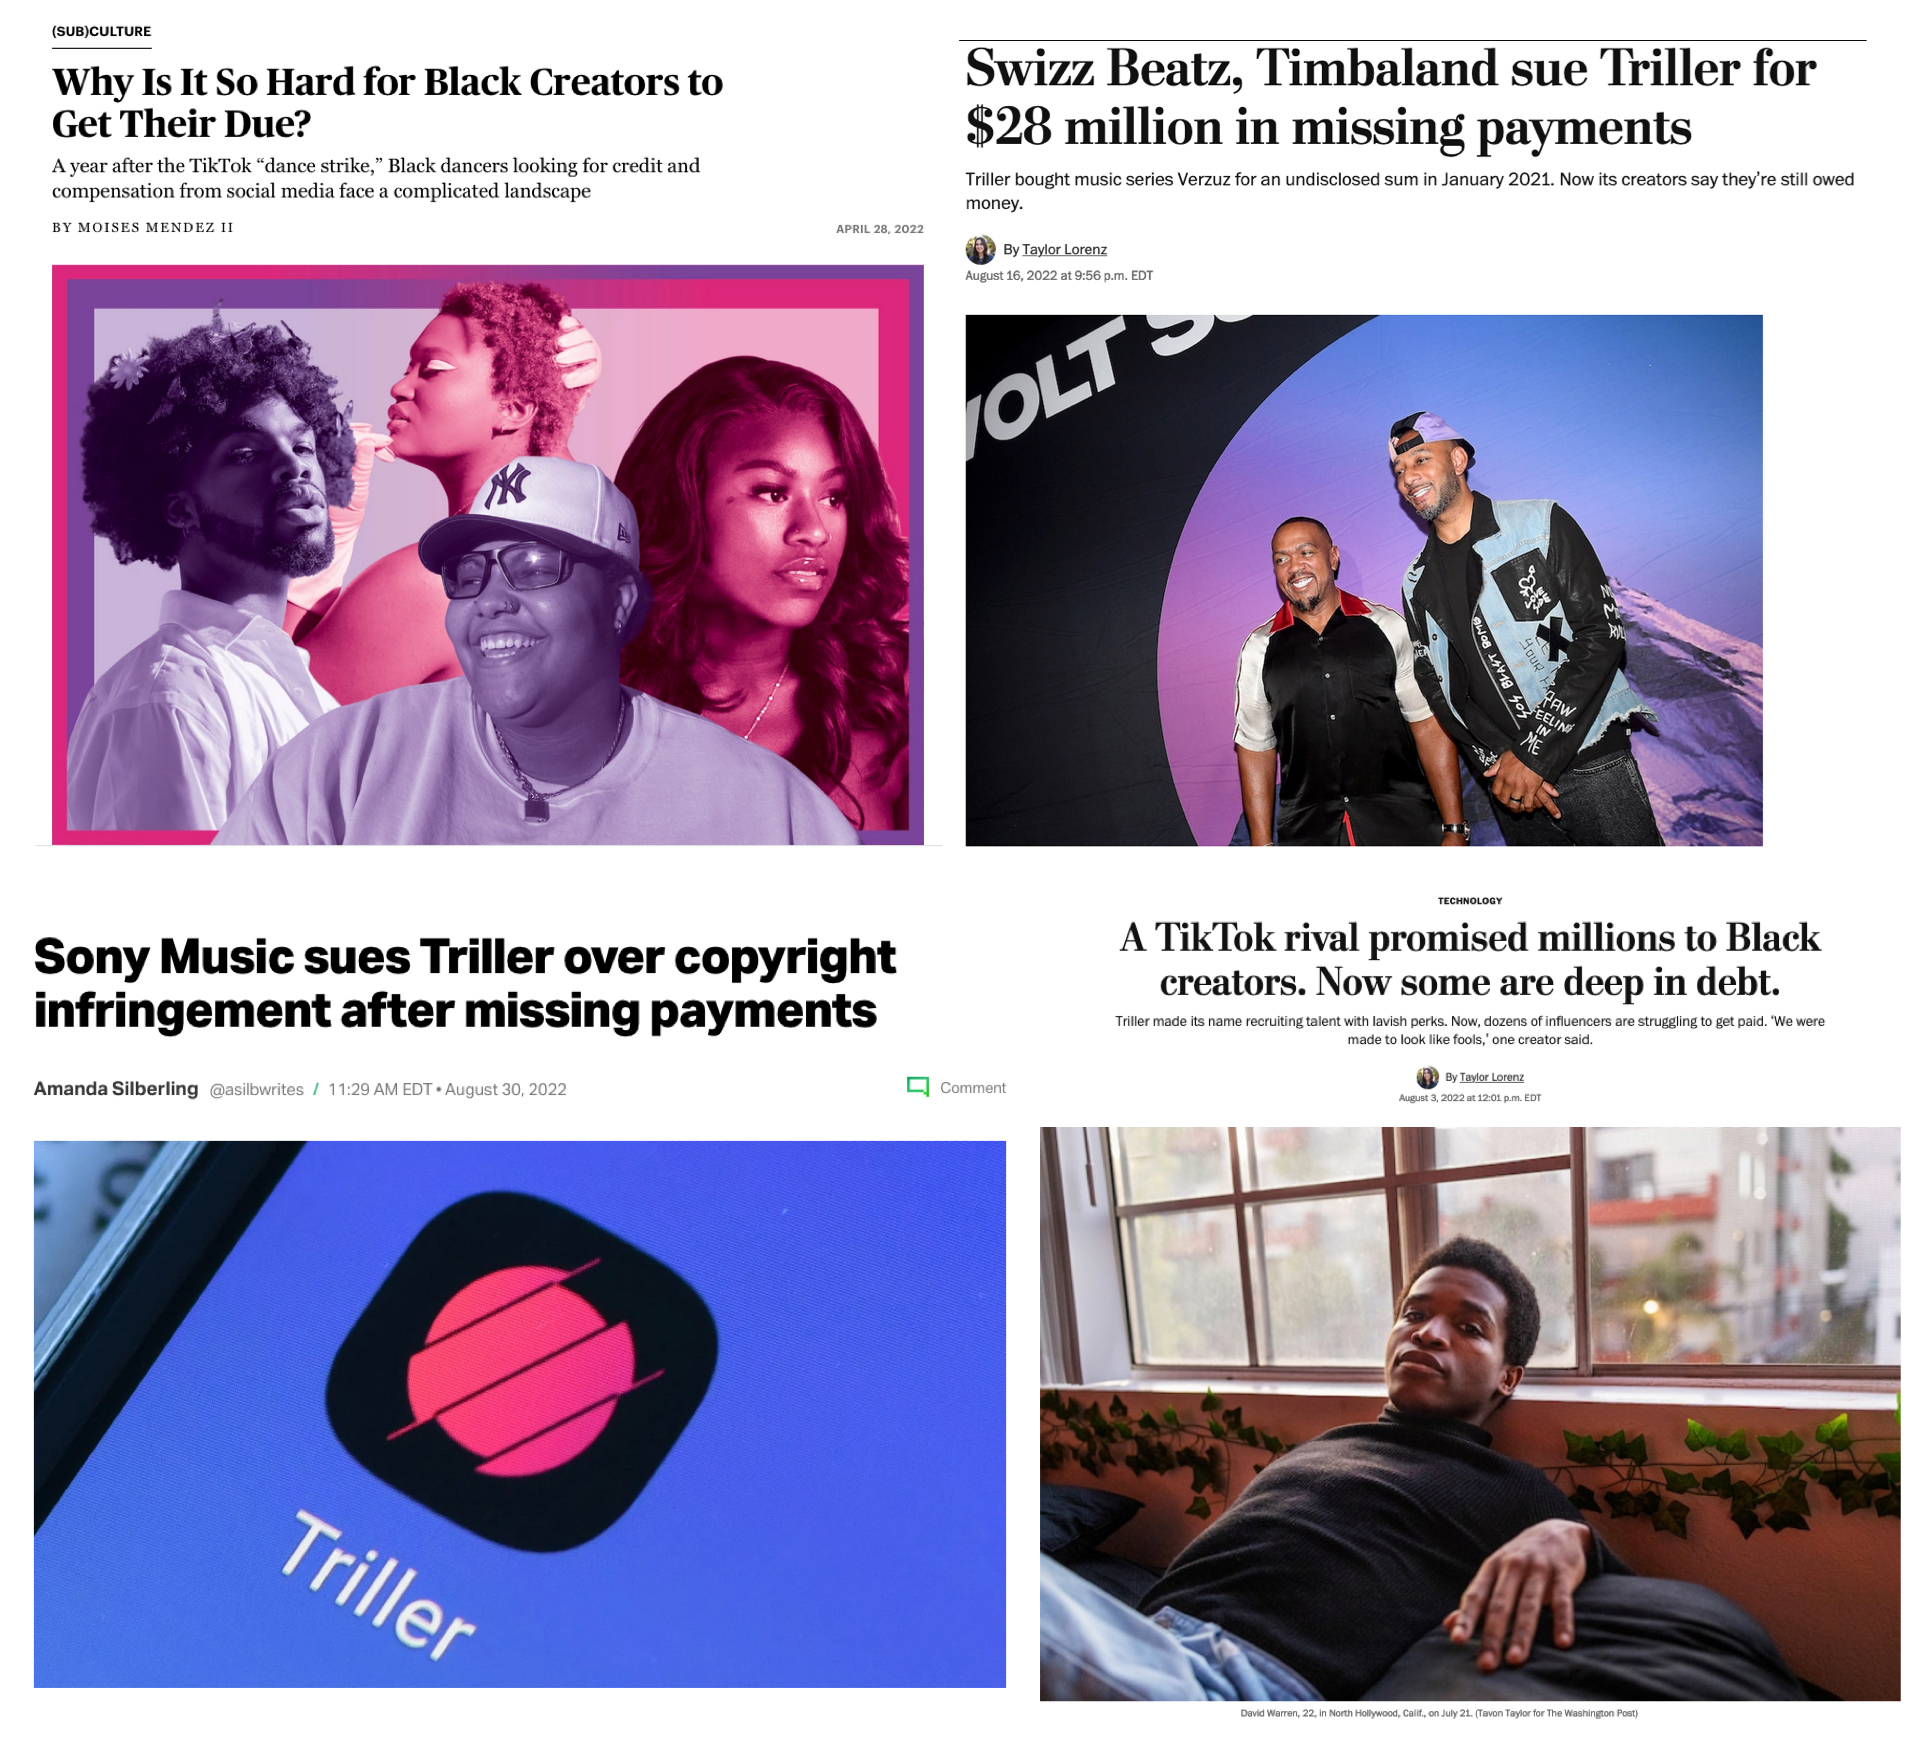 (SUB)CULTURE
Why Is It So Hard for Black Creators to
Get Their Due?
A year after the TikTok “dance strike,” Black dancers looking for credit and
compensation from social media face a complicated landscape
BY MOISES MENDEZ II
APRIL 28, 2022
NY
Swizz Beatz, Timbaland sue Triller for
$28 million in missing payments
Triller bought music series Verzuz for an undisclosed sum in January 2021. Now its creators say they’re still owed
money.
By Taylor Lorenz
August 16, 2022 at 9:56 p.m. EDT
VOLT
BLAST BOMB
X
RAW
FEELING
IN
ME
Sony Music sues Triller over copyright
infringement after missing payments
Amanda Silberling @asilbwrites / 11:29 AM EDT • August 30, 2022
Comment
Triller
TECHNOLOGY
A TikTok rival promised millions to Black
creators. Now some are deep in debt.
Triller made its name recruiting talent with lavish perks. Now, dozens of influencers are struggling to get paid. ‘We were
made to look like fools,’ one creator said.
By Taylor Lorenz
August 3, 2022 at 12:01 p.m. EDT
David Warren, 22, in North Hollywood, Calif., on July 21. (Tavon Taylor for The Washington Post)